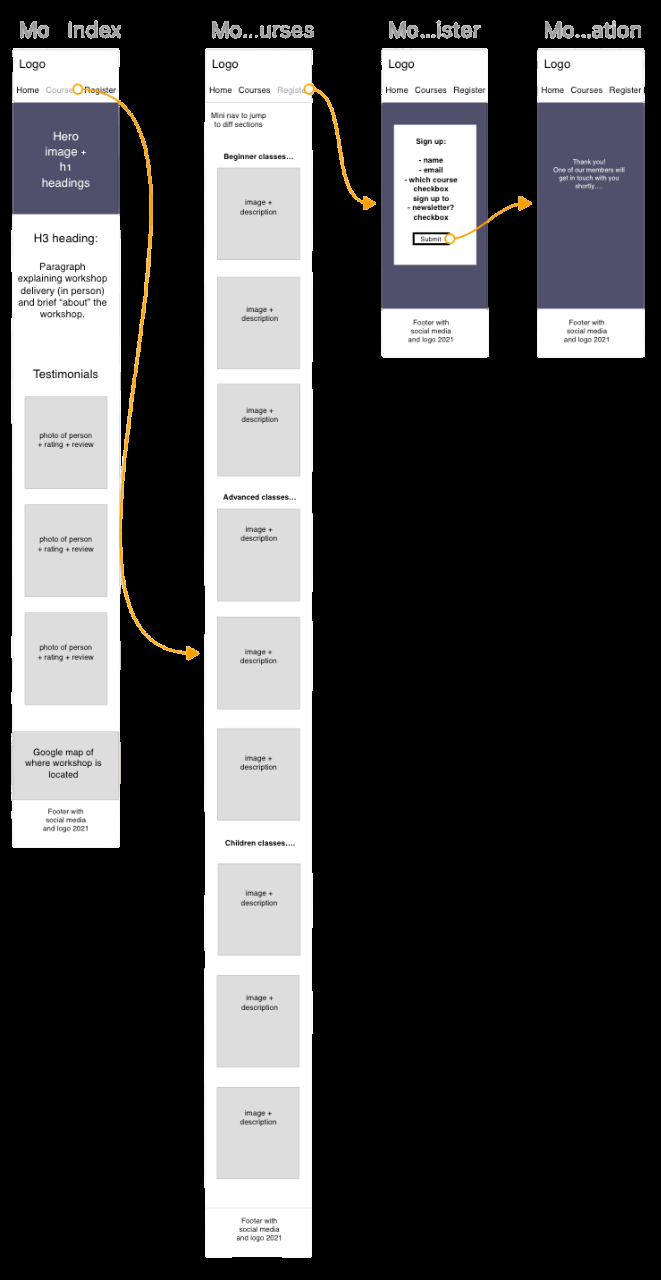 Mo index
Logo
Home Course Register
Hero
image +
h1
headings
H3 heading:
Paragraph
explaining workshop
delivery (in person)
and brief “about” the
workshop.
Testimonials
photo of person
+ rating + review
photo of person
+ rating + review
photo of person
+ rating + review
Google map of
where workshop is
located
Footer with
social media
and logo 2021
Mo...urses
Logo
Home Courses Registe
Mini nav to jump
to diff sections
Beginner classes...
image +
description
image +
description
image +
description
Advanced classes...
image +
description
image +
description
image +
description
Children classes....
image +
description
image +
description
image +
description
Footer with
social media
and logo 2021
Mo...ister
Logo
Home Courses Register
Sign up:
- name
- email
- which course
checkbox
sign up to
- newsletter?
checkbox
Submit
Footer with
social media
and logo 2021
Mo...ation
Logo
Home Courses Register
Thank you!
One of our members will
get in touch with you
shortly....
Footer with
social media
and logo 2021